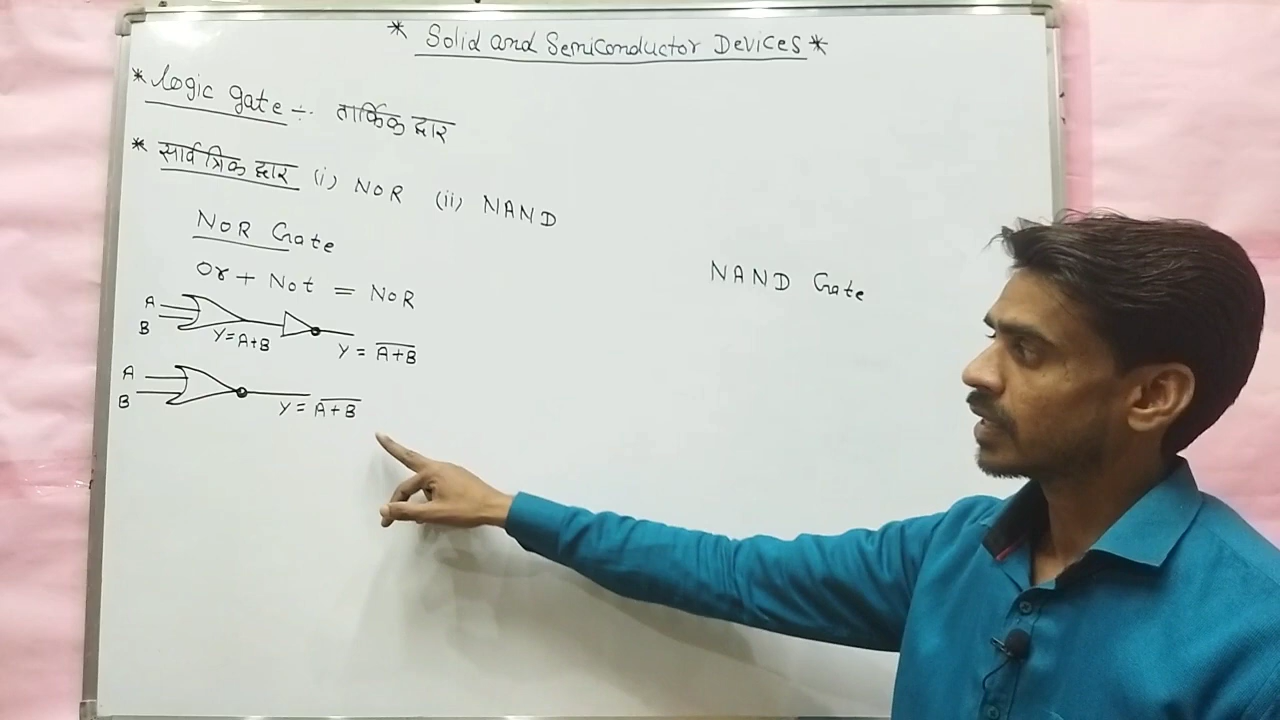 * Solid and Semiconductor Devices *
* Logic gate ÷ तार्किक द्वार
* सार्वत्रिक द्वार (i) NOR (ii) NAND
NOR Gate
Or + Not = NOR
A
B
Y = A+B
Y = A̅+̅B̅
A
B
Y = A̅+̅B̅
NAND Gate